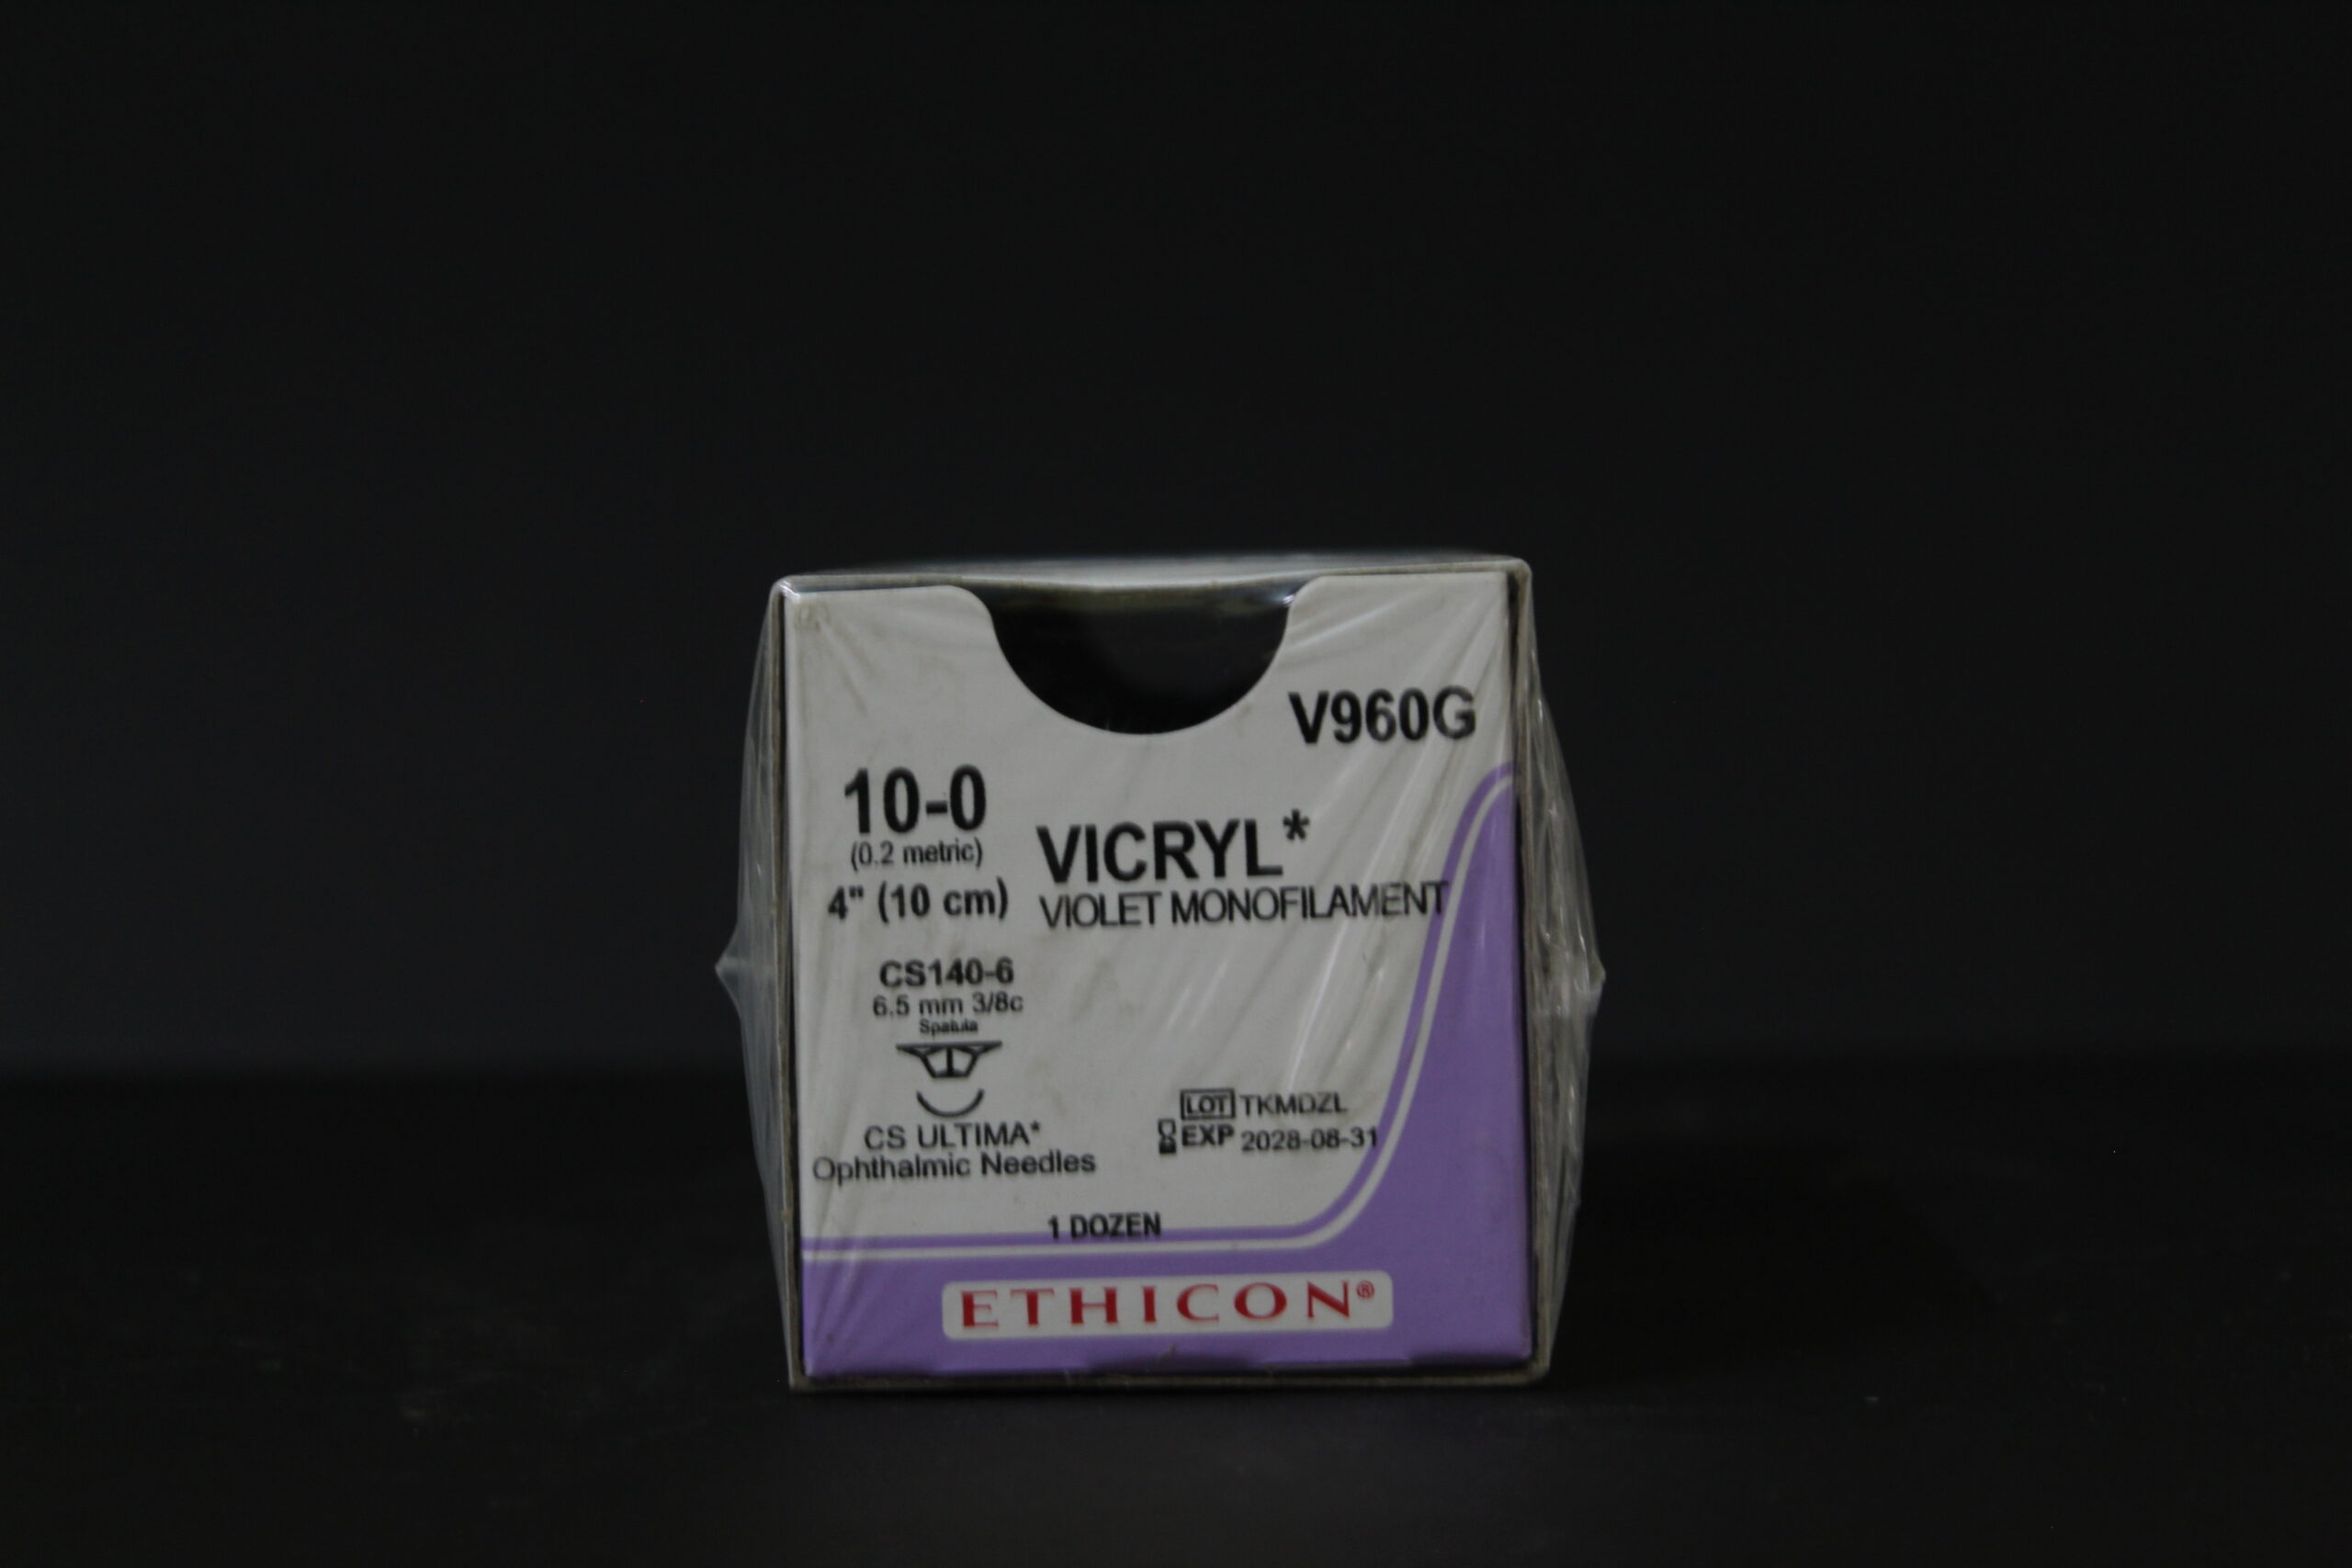 V960G
10-0
(0.2 metric)
4" (10 cm)
VICRYL*
VIOLET MONOFILAMENT
CS140-6
6.5 mm 3/8c
Spatula
CS ULTIMA*
Ophthalmic Needles
LOT TKMDZL
EXP 2028-08-31
1 DOZEN
ETHICON®